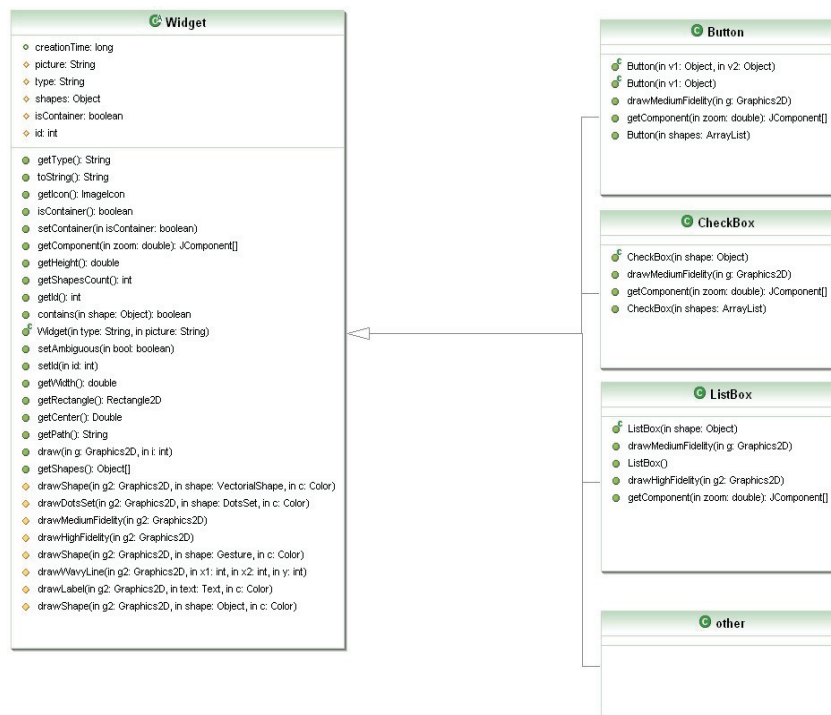 Widget
creationTime: long
picture: String
type: String
shapes: Object
isContainer: boolean
id: int
getType(): String
toString(): String
getIcon(): ImageIcon
isContainer(): boolean
setContainer(in isContainer: boolean)
getComponent(in zoom: double): JComponent[]
getHeight(): double
getShapesCount(): int
getId(): int
contains(in shape: Object): boolean
Widget(in type: String, in picture: String)
setAmbiguous(in bool: boolean)
setId(in id: int)
getWidth(): double
getRectangle(): Rectangle2D
getCenter(): Double
getPath(): String
draw(in g: Graphics2D, in i: int)
getShapes(): Object[]
drawShape(in g2: Graphics2D, in shape: VectorialShape, in c: Color)
drawDotsSet(in g2: Graphics2D, in shape: DotsSet, in c: Color)
drawMediumFidelity(in g2: Graphics2D)
drawHighFidelity(in g2: Graphics2D)
drawShape(in g2: Graphics2D, in shape: Gesture, in c: Color)
drawWavyLine(in g2: Graphics2D, in x1: int, in x2: int, in y: int)
drawLabel(in g2: Graphics2D, in text: Text, in c: Color)
drawShape(in g2: Graphics2D, in shape: Object, in c: Color)
Button
Button(in v1: Object, in v2: Object)
Button(in v1: Object)
drawMediumFidelity(in g: Graphics2D)
getComponent(in zoom: double): JComponent[]
Button(in shapes: ArrayList)
CheckBox
CheckBox(in shape: Object)
drawMediumFidelity(in g: Graphics2D)
getComponent(in zoom: double): JComponent[]
CheckBox(in shapes: ArrayList)
ListBox
ListBox(in shape: Object)
drawMediumFidelity(in g: Graphics2D)
ListBox()
drawHighFidelity(in g2: Graphics2D)
getComponent(in zoom: double): JComponent[]
other